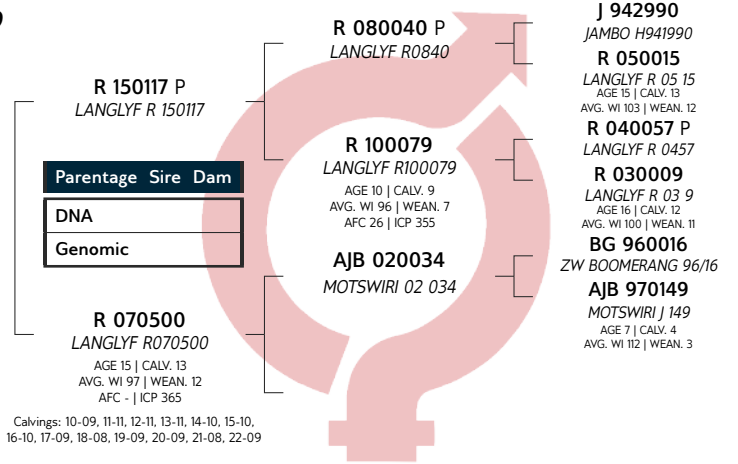 R 150117 P
LANGLYF R 150117
Parentage Sire Dam
DNA
Genomic
R 070500
LANGLYF R070500
AGE 15 | CALV. 13
AVG. WI 97 | WEAN. 12
AFC - | ICP 365
Calvings: 10-09, 11-11, 12-11, 13-11, 14-10, 15-10,
16-10, 17-09, 18-08, 19-09, 20-09, 21-08, 22-09
R 080040 P
LANGLYF R0840
R 100079
LANGLYF R100079
AGE 10 | CALV. 9
AVG. WI 96 | WEAN. 7
AFC 26 | ICP 355
AJB 020034
MOTSWIRI 02 034
J 942990
JAMBO H941990
R 050015
LANGLYF R 05 15
AGE 15 | CALV. 13
AVG. WI 103 | WEAN. 12
R 040057 P
LANGLYF R 0457
R 030009
LANGLYF R 03 9
AGE 16 | CALV. 12
AVG. WI 100 | WEAN. 11
BG 960016
ZW BOOMERANG 96/16
AJB 970149
MOTSWIRI J 149
AGE 7 | CALV. 4
AVG. WI 112 | WEAN. 3